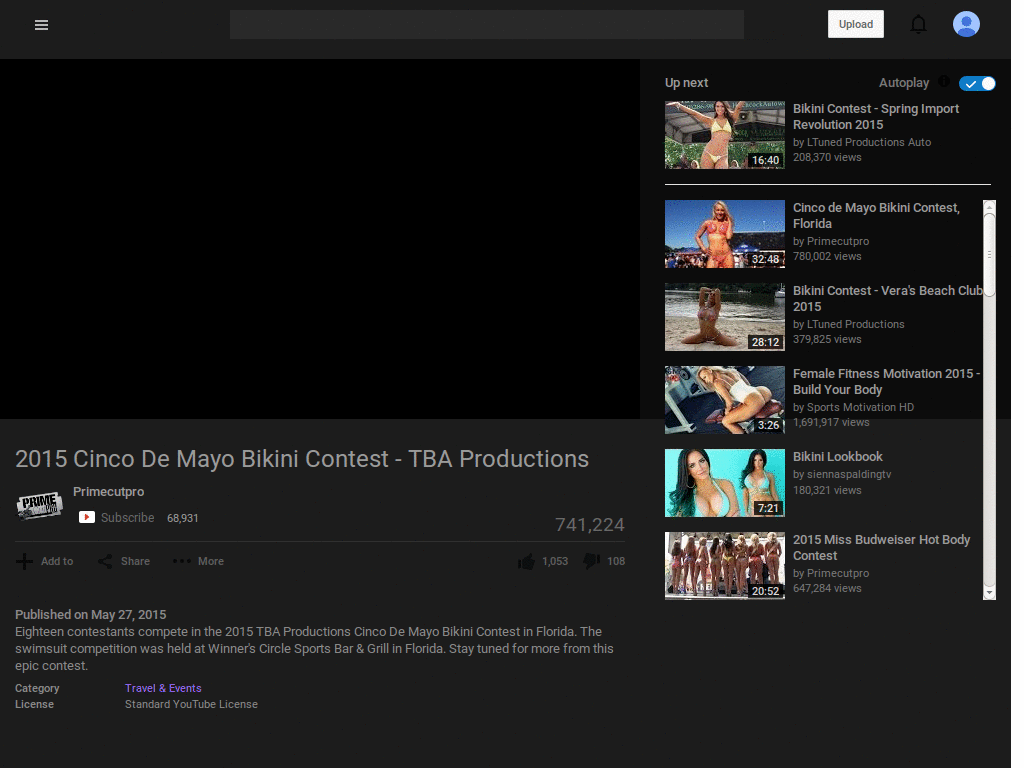 Upload
Up next
Autoplay
16:40
Bikini Contest - Spring Import
Revolution 2015
by LTuned Productions Auto
208,370 views
32:48
Cinco de Mayo Bikini Contest,
Florida
by Primecutpro
780,002 views
28:12
Bikini Contest - Vera's Beach Club
2015
by LTuned Productions
379,825 views
3:26
Female Fitness Motivation 2015 -
Build Your Body
by Sports Motivation HD
1,691,917 views
7:21
Bikini Lookbook
by siennaspaldingtv
180,321 views
20:52
2015 Miss Budweiser Hot Body
Contest
by Primecutpro
647,284 views
2015 Cinco De Mayo Bikini Contest - TBA Productions
PRIME
Primecutpro
Subscribe 68,931
741,224
Add to Share More 1,053 108
Published on May 27, 2015
Eighteen contestants compete in the 2015 TBA Productions Cinco De Mayo Bikini Contest in Florida. The
swimsuit competition was held at Winner's Circle Sports Bar & Grill in Florida. Stay tuned for more from this
epic contest.
Category Travel & Events
License Standard YouTube License